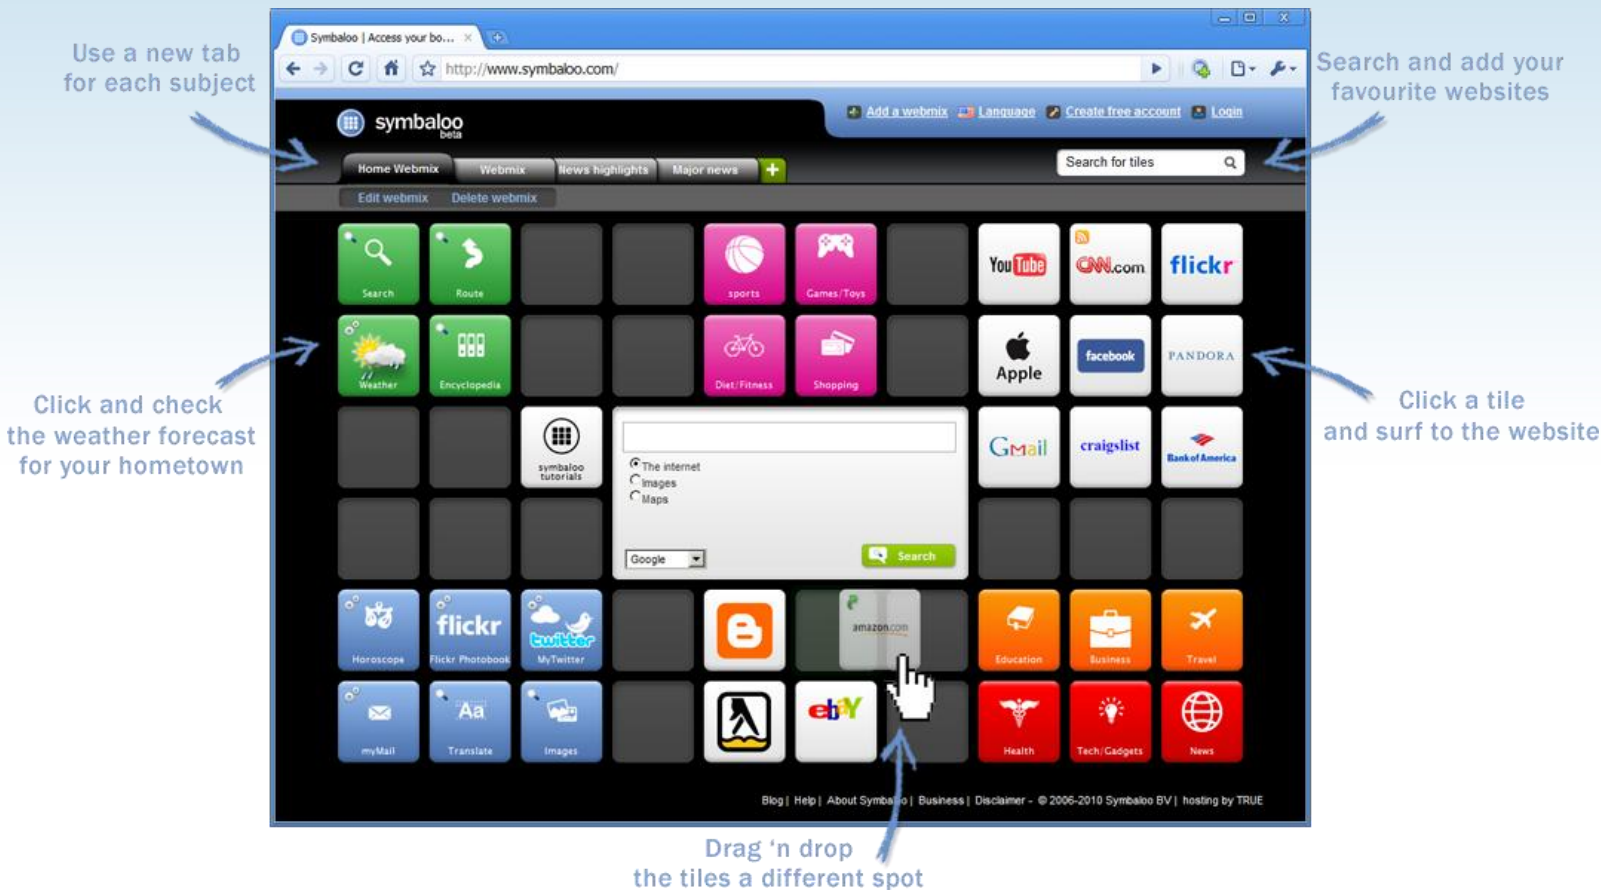 Use a new tab
for each subject
Symbaloo | Access your bo...
http://www.symbaloo.com/
Search and add your
favourite websites
symbaloo
beta
Add a webmix
Language
Create free account
Login
Home Webmix
Webmix
News highlights
Major news
Search for tiles
Edit webmix
Delete webmix
Search
Route
sports
Games/Toys
You Tube
CNN.com
flickr
Weather
Encyclopedia
Diet/Fitness
Shopping
Apple
facebook
PANDORA
Click and check
the weather forecast
for your hometown
Click a tile
and surf to the website
symbaloo
tutorials
The internet
Images
Maps
Google
Search
GMail
craigslist
Bank of America
Horoscope
flickr
Flickr Photobook
twitter
MyTwitter
amazon.com
Education
Business
Travel
myMail
Aa
Translate
Images
ebaY
Health
Tech/Gadgets
News
Blog | Help | About Symbaloo | Business | Disclaimer - © 2006-2010 Symbaloo BV | hosting by TRUE
Drag ‘n drop
the tiles a different spot